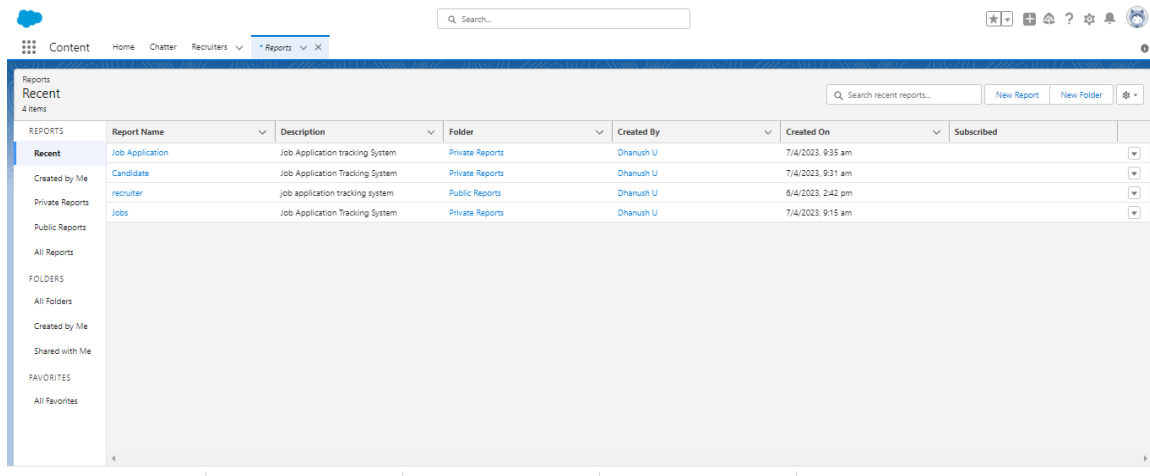 Search...
Content Home Chatter Recruiters * Reports
Reports
Recent
4 items
Search recent reports...
New Report New Folder
REPORTS
Recent
Created by Me
Private Reports
Public Reports
All Reports
FOLDERS
All Folders
Created by Me
Shared with Me
FAVORITES
All Favorites
Report Name Description Folder Created By Created On Subscribed
Job Application Job Application tracking System Private Reports Dhanush U 7/4/2023, 9:35 am
Candidate Job Application Tracking System Private Reports Dhanush U 7/4/2023, 9:31 am
recruiter job application tracking system Public Reports Dhanush U 6/4/2023, 2:42 pm
Jobs Job Application Tracking System Private Reports Dhanush U 7/4/2023, 9:15 am